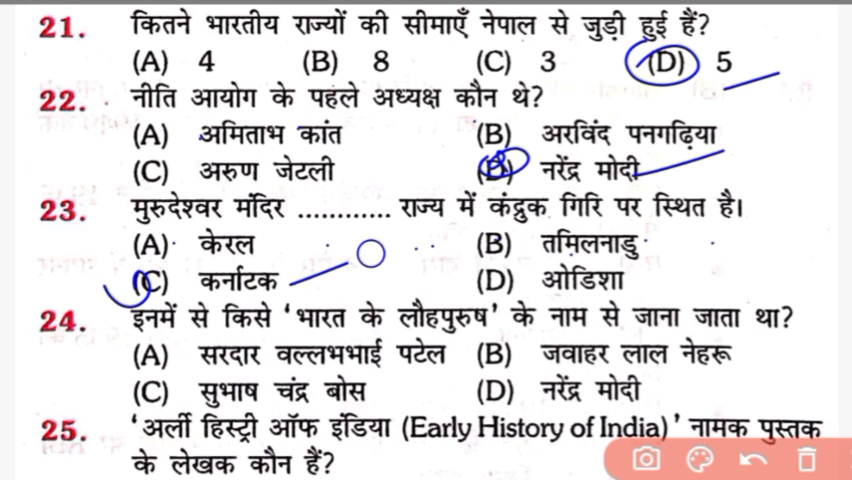 21. कितने भारतीय राज्यों की सीमाएँ नेपाल से जुड़ी हुई हैं?
(A) 4 (B) 8 (C) 3 (D) 5
22. नीति आयोग के पहले अध्यक्ष कौन थे?
(A) अमिताभ कांत (B) अरविंद पनगढ़िया
(C) अरुण जेटली (D) नरेंद्र मोदी
23. मुरुदेश्वर मंदिर ............. राज्य में कंदुक गिरि पर स्थित है।
(A) केरल (B) तमिलनाडु
(C) कर्नाटक (D) ओडिशा
24. इनमें से किसे ‘भारत के लौहपुरुष’ के नाम से जाना जाता था?
(A) सरदार वल्लभभाई पटेल (B) जवाहर लाल नेहरू
(C) सुभाष चंद्र बोस (D) नरेंद्र मोदी
25. ‘अर्ली हिस्ट्री ऑफ इंडिया (Early History of India)’ नामक पुस्तक
के लेखक कौन हैं?